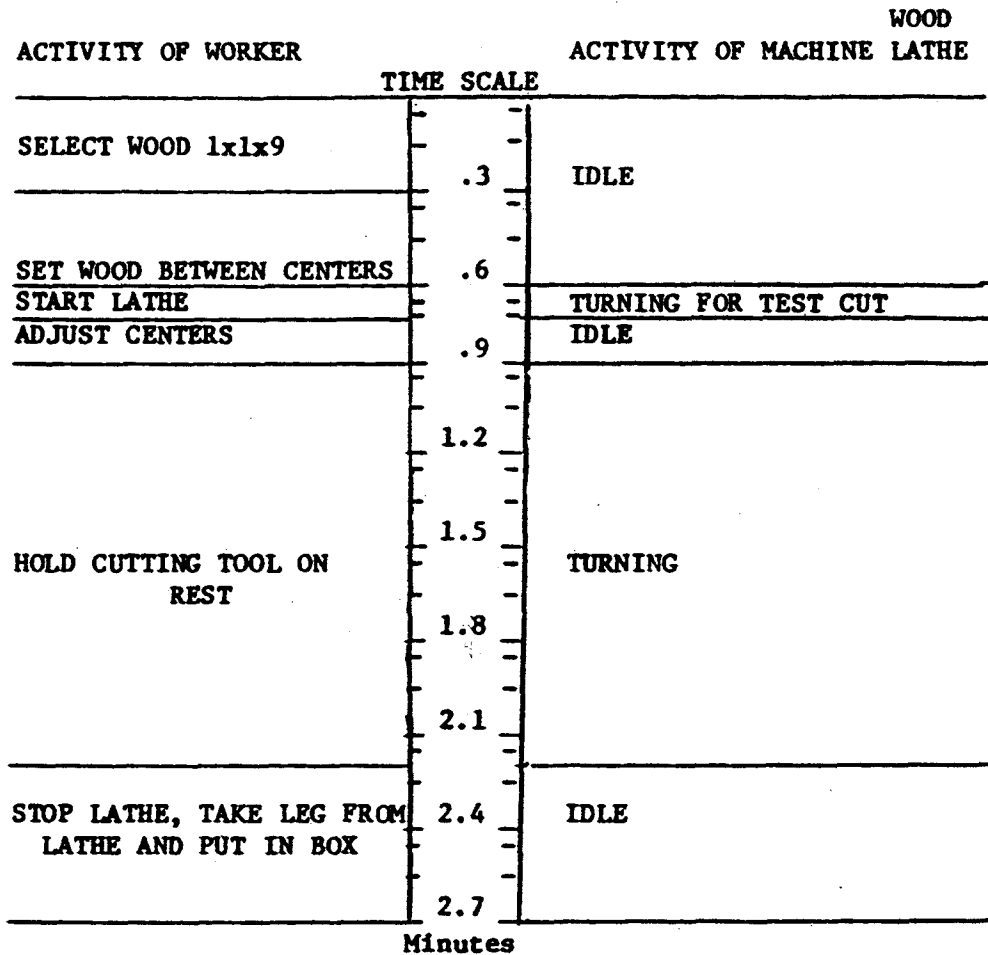 WOOD
ACTIVITY OF WORKER ACTIVITY OF MACHINE LATHE
TIME SCALE
SELECT WOOD 1x1x9
.3 IDLE
SET WOOD BETWEEN CENTERS .6
START LATHE TURNING FOR TEST CUT
ADJUST CENTERS IDLE
.9
1.2
1.5
HOLD CUTTING TOOL ON TURNING
REST
1.8
2.1
STOP LATHE, TAKE LEG FROM 2.4 IDLE
LATHE AND PUT IN BOX
2.7
Minutes